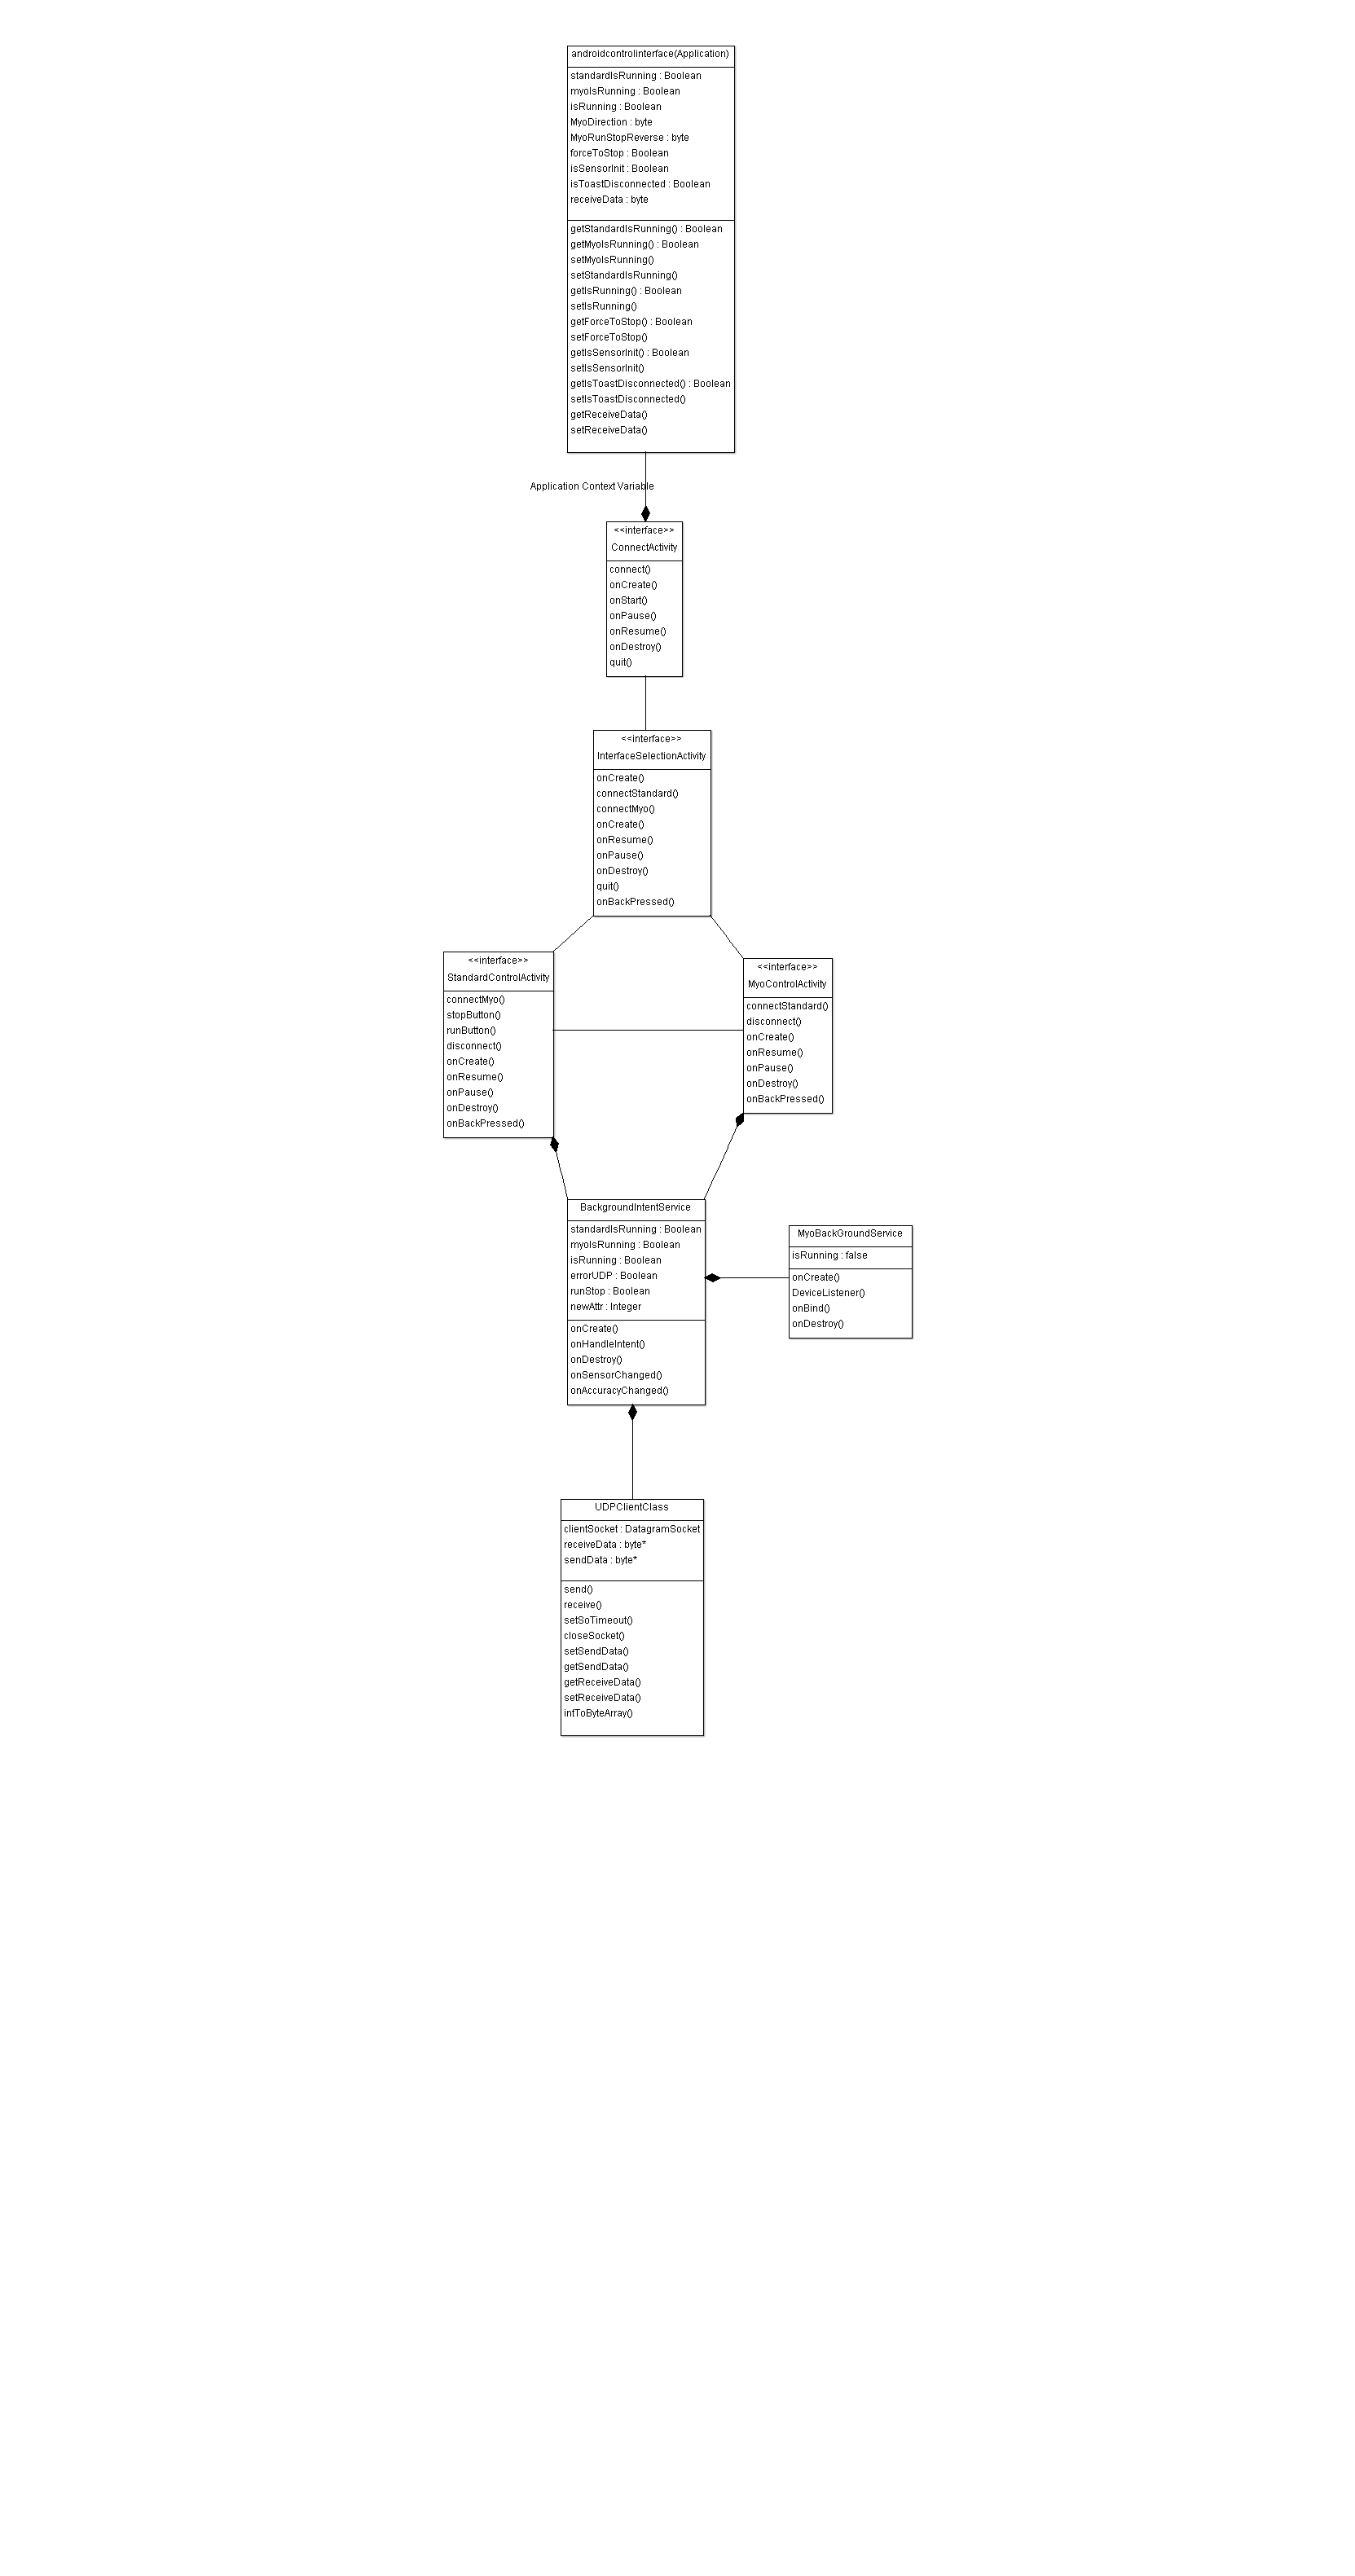 androidcontrolinterface(Application)
standardIsRunning : Boolean
myoIsRunning : Boolean
isRunning : Boolean
MyoDirection : byte
MyoRunStopReverse : byte
forceToStop : Boolean
isSensorInit : Boolean
isToastDisconnected : Boolean
receiveData : byte
getStandardIsRunning() : Boolean
getMyoIsRunning() : Boolean
setMyoIsRunning()
setStandardIsRunning()
getIsRunning() : Boolean
setIsRunning()
getForceToStop() : Boolean
setForceToStop()
getIsSensorInit() : Boolean
setIsSensorInit()
getIsToastDisconnected() : Boolean
setIsToastDisconnected()
getReceiveData()
setReceiveData()
Application Context Variable
<<interface>>
ConnectActivity
connect()
onCreate()
onStart()
onPause()
onResume()
onDestroy()
quit()
<<interface>>
InterfaceSelectionActivity
onCreate()
connectStandard()
connectMyo()
onCreate()
onResume()
onPause()
onDestroy()
quit()
onBackPressed()
<<interface>>
StandardControlActivity
connectMyo()
stopButton()
runButton()
disconnect()
onCreate()
onResume()
onPause()
onDestroy()
onBackPressed()
<<interface>>
MyoControlActivity
connectStandard()
disconnect()
onCreate()
onResume()
onPause()
onDestroy()
onBackPressed()
BackgroundIntentService
standardIsRunning : Boolean
myoIsRunning : Boolean
isRunning : Boolean
errorUDP : Boolean
runStop : Boolean
newAttr : Integer
onCreate()
onHandleIntent()
onDestroy()
onSensorChanged()
onAccuracyChanged()
MyoBackGroundService
isRunning : false
onCreate()
DeviceListener()
onBind()
onDestroy()
UDPClientClass
clientSocket : DatagramSocket
receiveData : byte*
sendData : byte*
send()
receive()
setSoTimeout()
closeSocket()
setSendData()
getSendData()
getReceiveData()
setReceiveData()
intToByteArray()